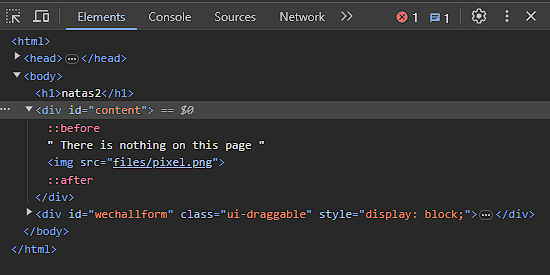 Elements Console Sources Network 1 1
<html>
<head> ... </head>
<body>
<h1>natas2</h1>
... <div id="content"> == $0
::before
" There is nothing on this page "
<img src="files/pixel.png">
::after
</div>
<div id="wechallform" class="ui-draggable" style="display: block;"> ... </div>
</body>
</html>